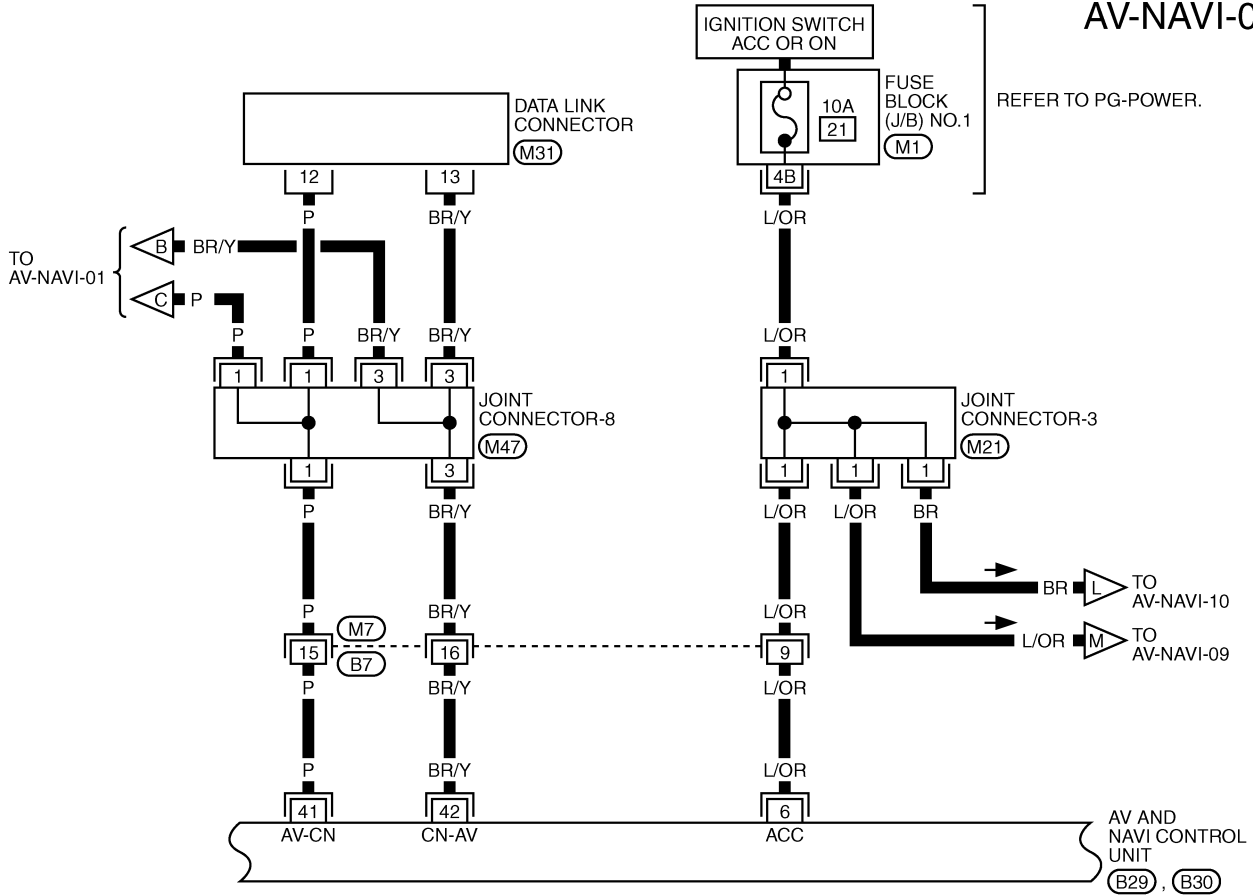 AV-NAVI-0
IGNITION SWITCH
ACC OR ON
FUSE
BLOCK
(J/B) NO.1
M1
10A
21
4B
REFER TO PG-POWER.
DATA LINK
CONNECTOR
M31
12 13
P BR/Y L/OR
TO
AV-NAVI-01
B BR/Y
C P
P P BR/Y BR/Y L/OR
1 1 3 3 1
JOINT
CONNECTOR-8
M47
JOINT
CONNECTOR-3
M21
1 3 1 1 1
P BR/Y L/OR L/OR BR
BR L TO
AV-NAVI-10
L/OR M TO
AV-NAVI-09
P BR/Y L/OR
M7
15 16 9
B7
P BR/Y L/OR
P BR/Y L/OR
41 42 6
AV-CN CN-AV ACC
AV AND
NAVI CONTROL
UNIT
B29 , B30